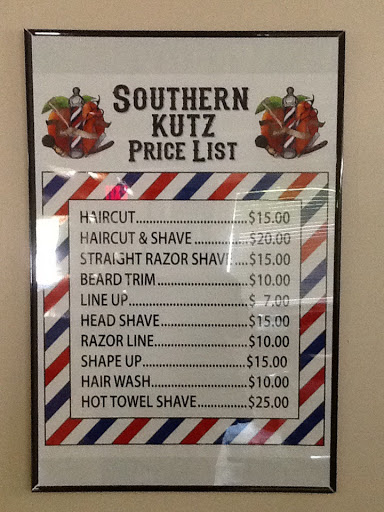 SOUTHERN
KUTZ
PRICE LIST
HAIRCUT..............................$15.00
HAIRCUT & SHAVE..............$20.00
STRAIGHT RAZOR SHAVE....$15.00
BEARD TRIM........................$10.00
LINE UP...............................$ 7.00
HEAD SHAVE.......................$15.00
RAZOR LINE.........................$10.00
SHAPE UP............................$15.00
HAIR WASH.........................$10.00
HOT TOWEL SHAVE.............$25.00